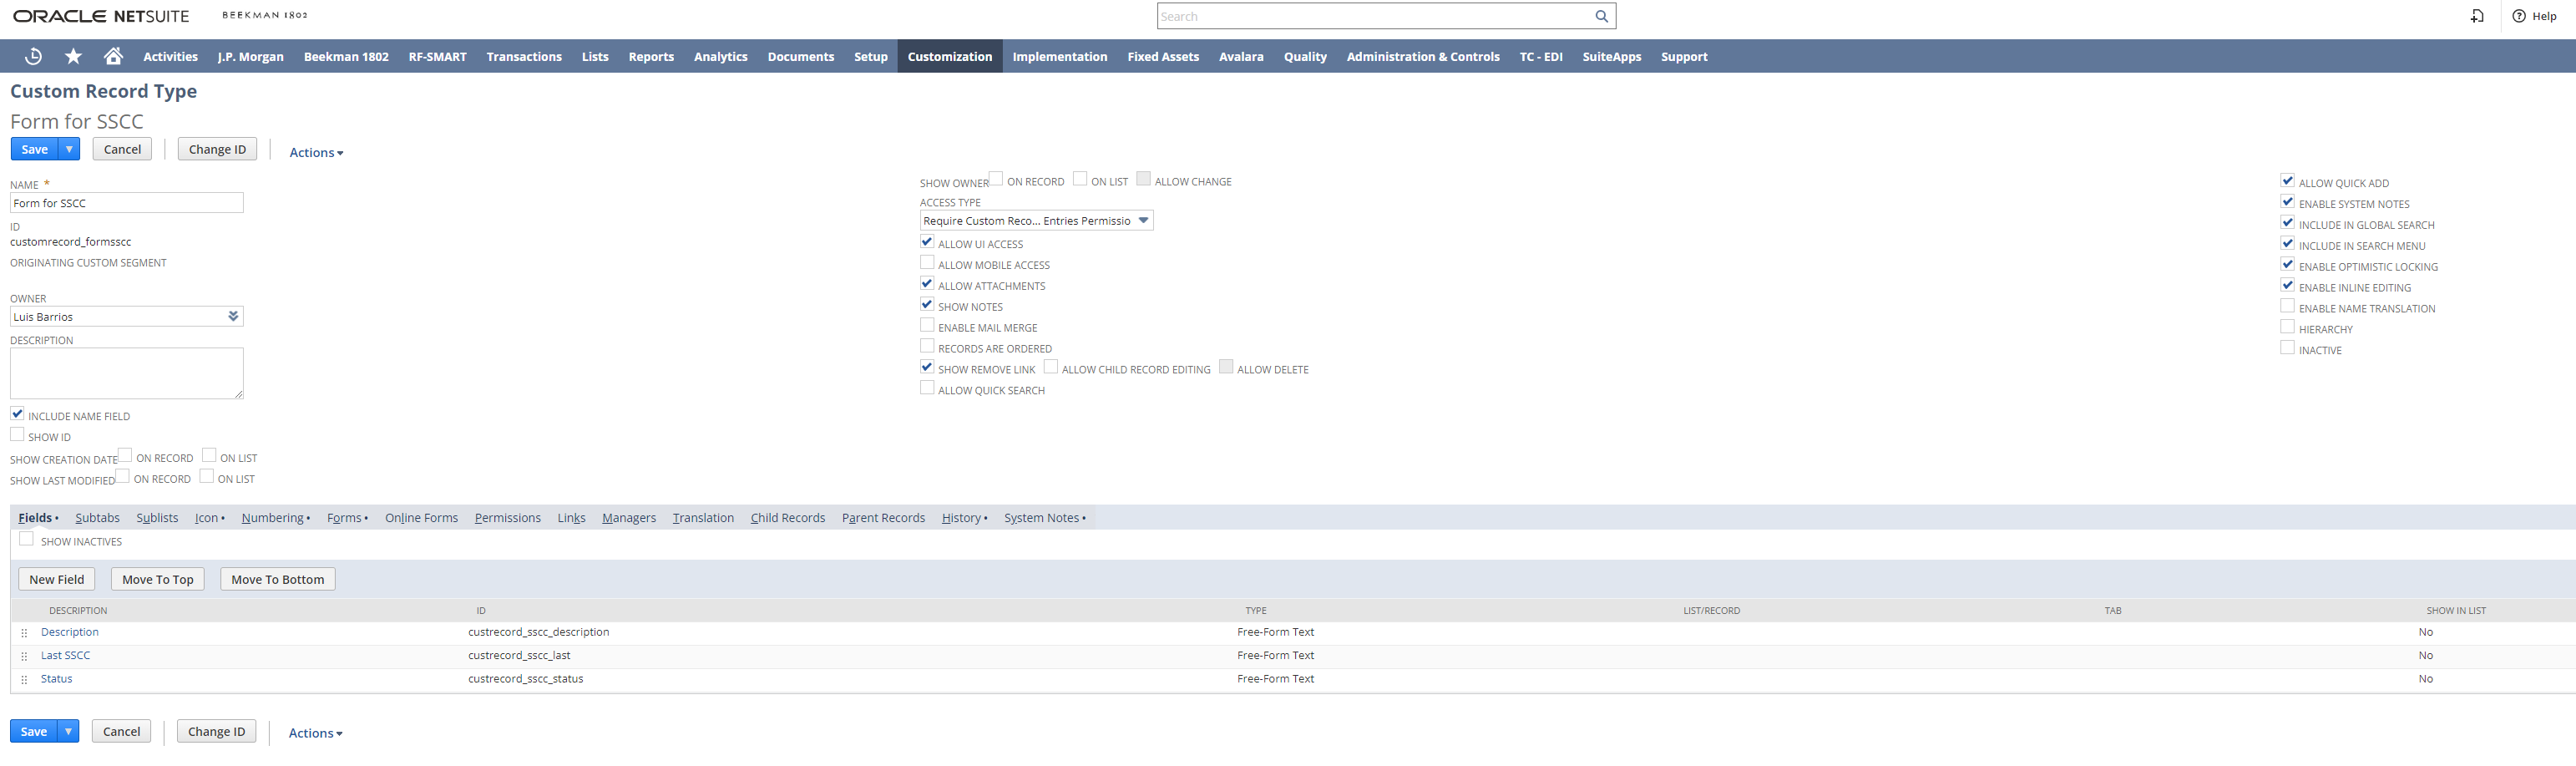 ORACLE NETSUITE BEEKMAN 1802 Search Help
Activities J.P. Morgan Beekman 1802 RF-SMART Transactions Lists Reports Analytics Documents Setup Customization Implementation Fixed Assets Avalara Quality Administration & Controls TC - EDI SuiteApps Support
Custom Record Type
Form for SSCC
Save Cancel Change ID Actions
NAME *
Form for SSCC
ID
customrecord_formsscc
ORIGINATING CUSTOM SEGMENT
OWNER
Luis Barrios
DESCRIPTION
INCLUDE NAME FIELD
SHOW ID
SHOW CREATION DATE ON RECORD ON LIST
SHOW LAST MODIFIED ON RECORD ON LIST
SHOW OWNER ON RECORD ON LIST ALLOW CHANGE
ACCESS TYPE
Require Custom Reco... Entries Permissio
ALLOW UI ACCESS
ALLOW MOBILE ACCESS
ALLOW ATTACHMENTS
SHOW NOTES
ENABLE MAIL MERGE
RECORDS ARE ORDERED
SHOW REMOVE LINK ALLOW CHILD RECORD EDITING ALLOW DELETE
ALLOW QUICK SEARCH
ALLOW QUICK ADD
ENABLE SYSTEM NOTES
INCLUDE IN GLOBAL SEARCH
INCLUDE IN SEARCH MENU
ENABLE OPTIMISTIC LOCKING
ENABLE INLINE EDITING
ENABLE NAME TRANSLATION
HIERARCHY
INACTIVE
Fields • Subtabs Sublists Icon • Numbering • Forms • Online Forms Permissions Links Managers Translation Child Records Parent Records History • System Notes •
SHOW INACTIVES
New Field Move To Top Move To Bottom
DESCRIPTION ID TYPE LIST/RECORD TAB SHOW IN LIST
Description custrecord_sscc_description Free-Form Text No
Last SSCC custrecord_sscc_last Free-Form Text No
Status custrecord_sscc_status Free-Form Text No
Save Cancel Change ID Actions